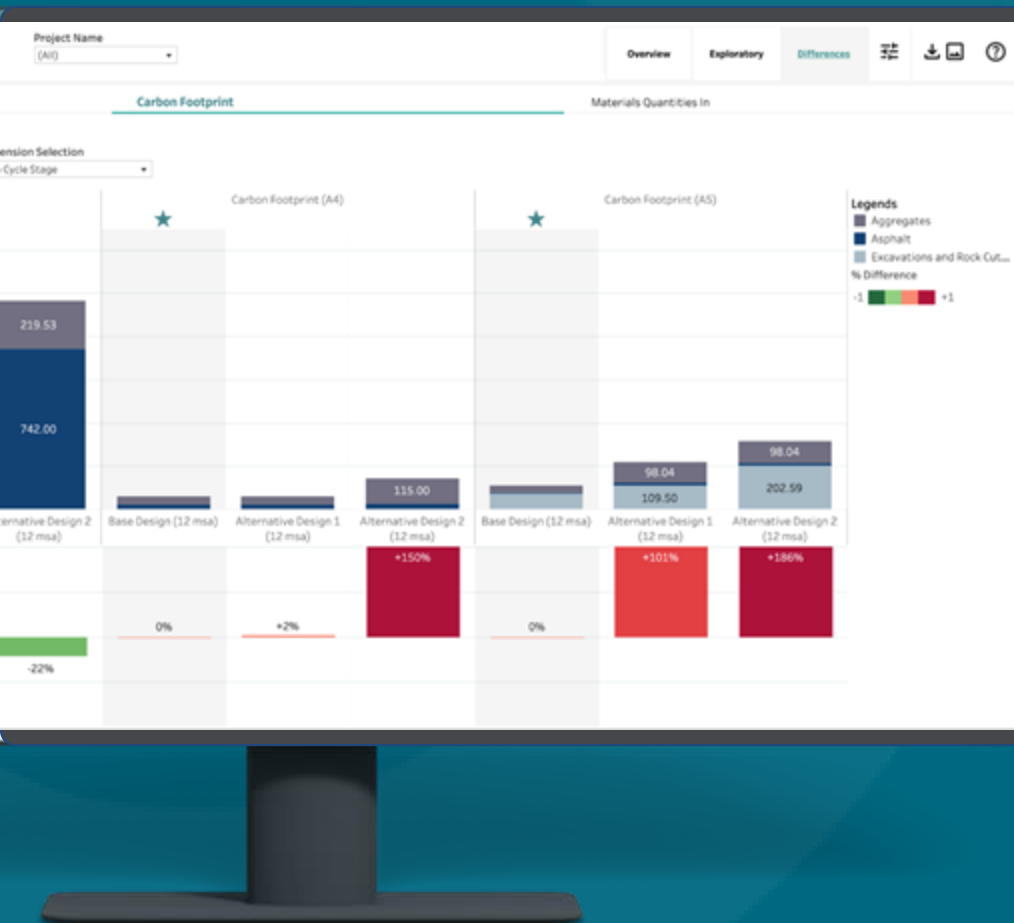 Project Name
(All)
Overview
Exploratory
Differences
Carbon Footprint
Materials Quantities In
ension Selection
Cycle Stage
Carbon Footprint (A4)
Carbon Footprint (A5)
Legends
Aggregates
Asphalt
Excavations and Rock Cut...
% Difference
-1
+1
219.53
742.00
115.00
98.04
109.50
98.04
202.59
ernative Design 2
(12 msa)
Base Design (12 msa)
Alternative Design 1
(12 msa)
Alternative Design 2
(12 msa)
Base Design (12 msa)
Alternative Design 1
(12 msa)
Alternative Design 2
(12 msa)
-22%
0%
+2%
+150%
0%
+101%
+186%